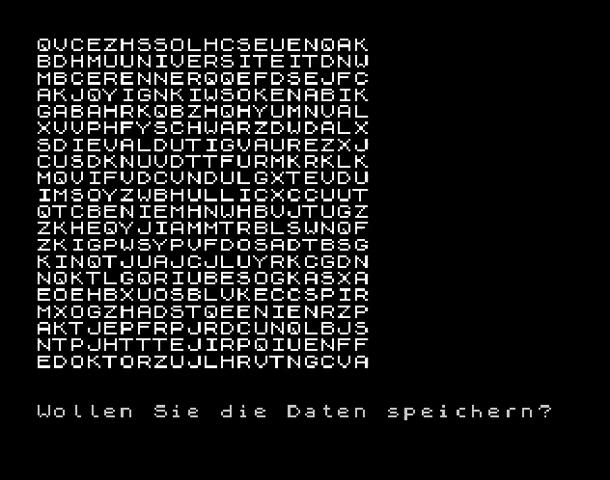 QVCEZHSSOLHCSEUENQAK
BDHMUUNIVERSITEITDNW
MBCERENNERQQEFDSEJFC
AKJQYIGNKIWSOKENABIK
GABAHRKQBZHQHYUMNVAL
XVVPHFYSCHWARZDWDALX
SDIEVALDUTIGVAUREZXJ
CUSDKNUVDTTFURMKRKLK
MQVIFVDCVNDULGXTEVDU
IMSOYZWBHULLICXCCUUT
QTCBENIEMHNWHBVJTUGZ
ZKHEQYJIAMMTRBLSWNQF
ZKIGPWSYPVFDOSADTBSG
KINQTJUAJCJLUYRKCGDN
NQKTLGQRIUBESOGKASXA
EOEHBXUOSBLVKECCSPIR
MXOGZHADSTQEENIENRZP
AKTJEPFRPJRDCUNQLBJS
NTPJHTTTEJIRPQIUENFF
EDOKTORZUJLHRVTNGCVA
Wollen Sie die Daten speichern?